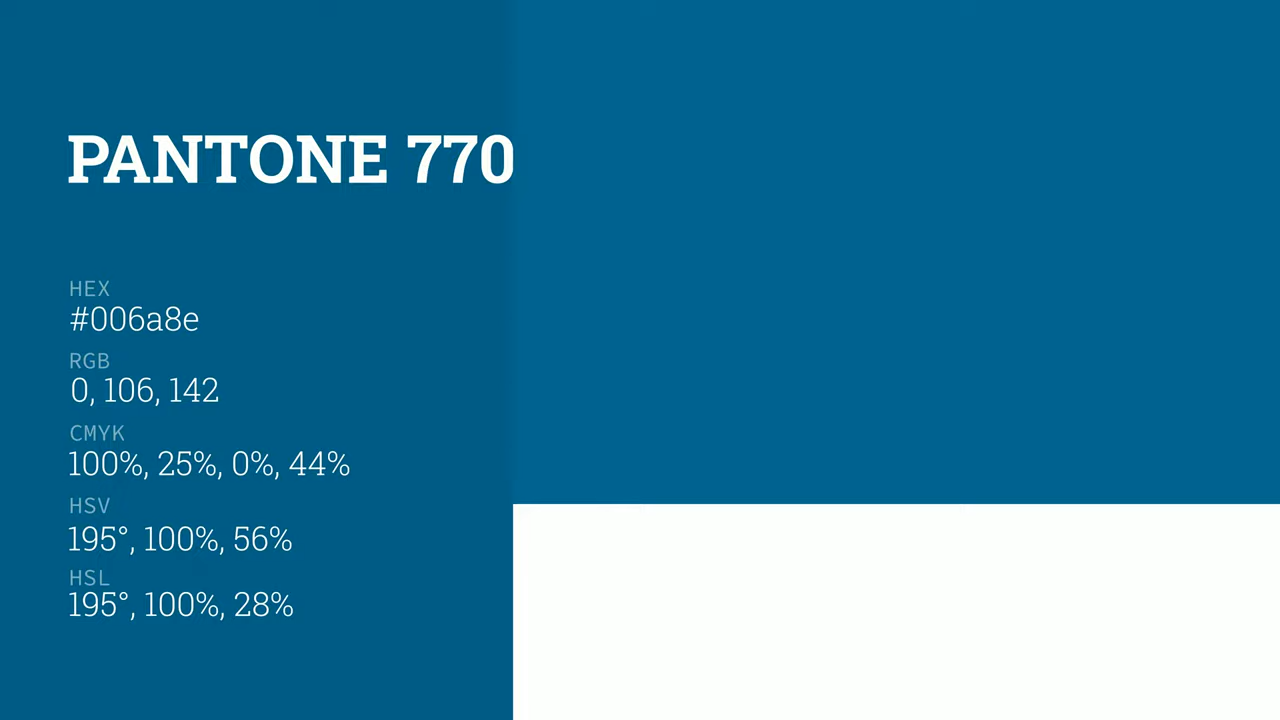 PANTONE 770
HEX
#006a8e
RGB
0, 106, 142
CMYK
100%, 25%, 0%, 44%
HSV
195°, 100%, 56%
HSL
195°, 100%, 28%